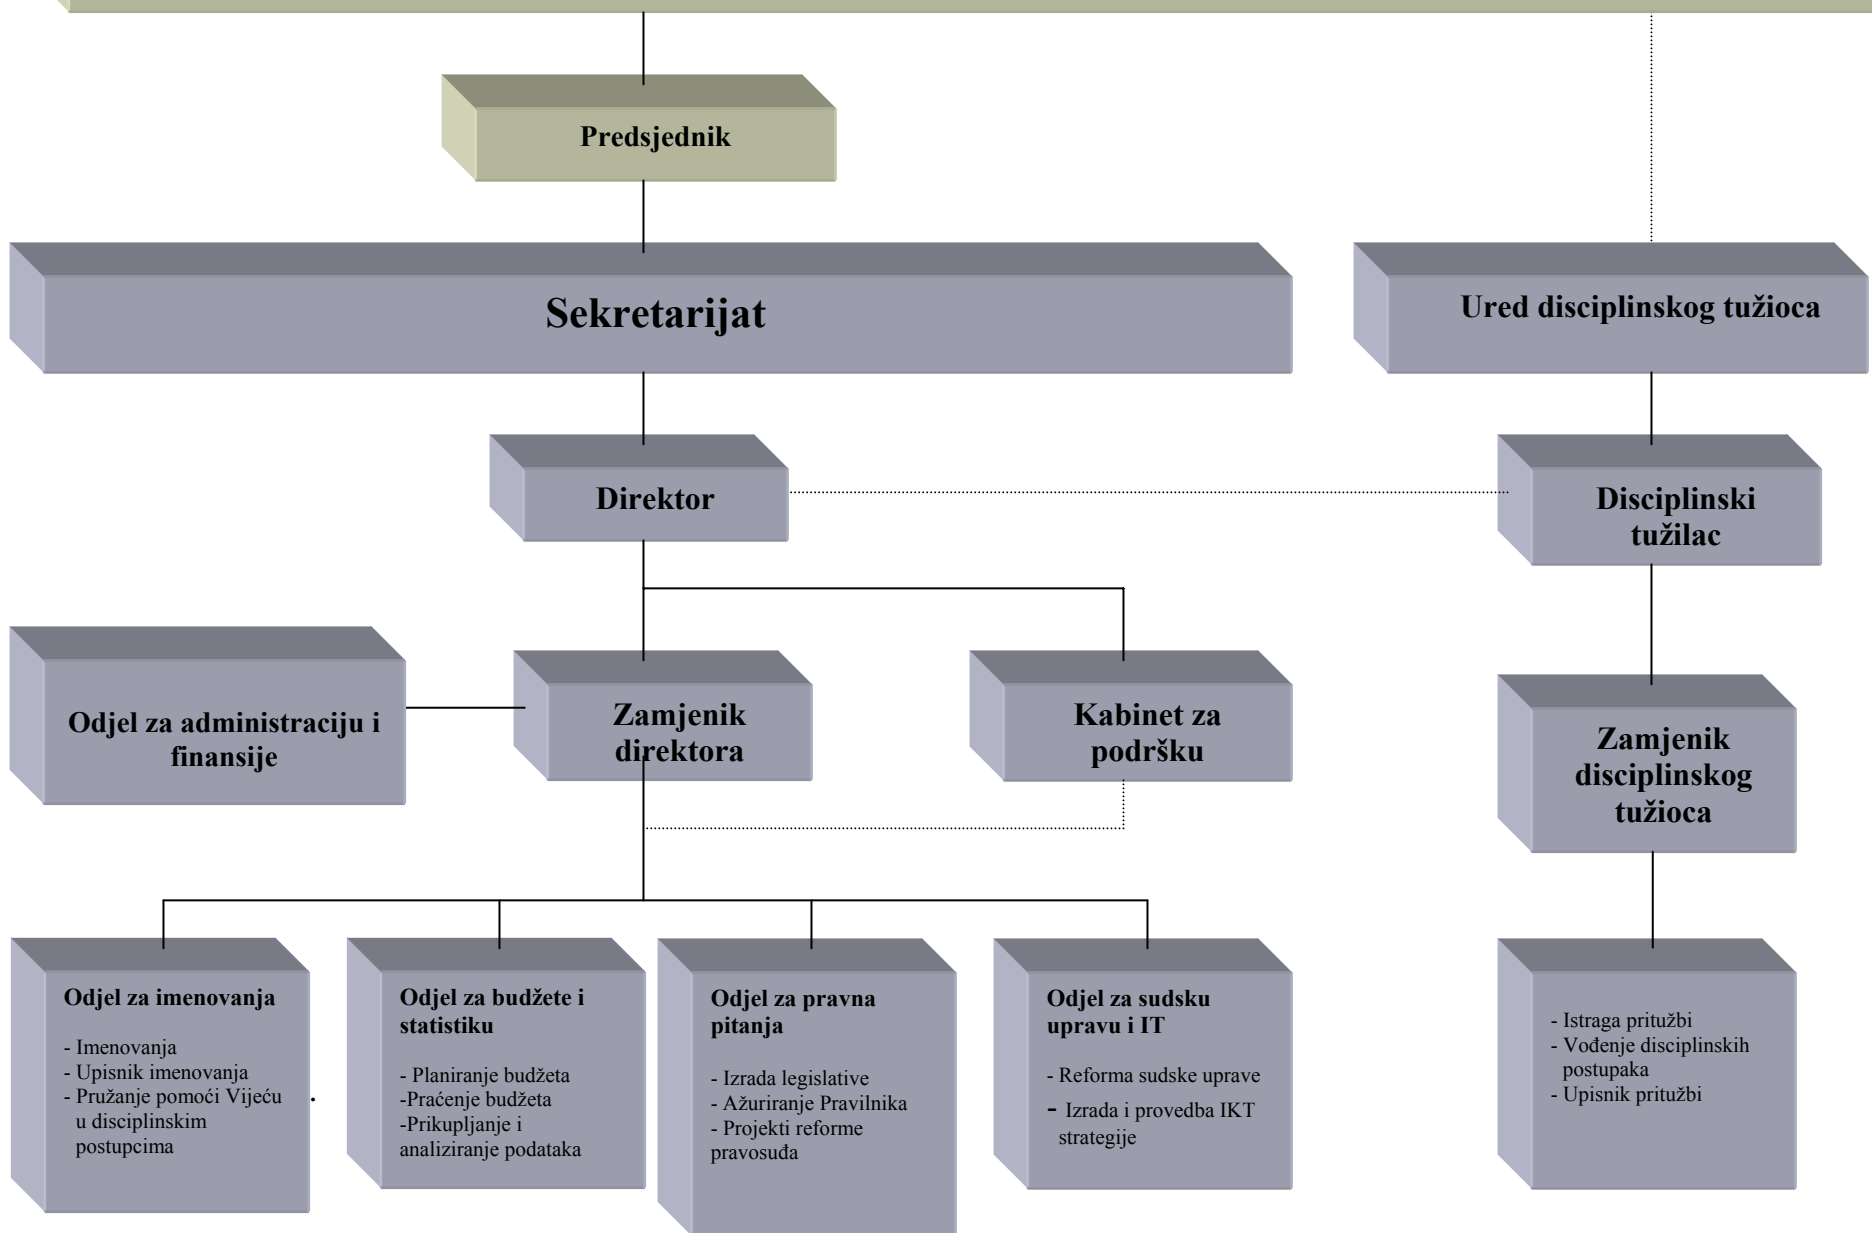 Predsjednik
Sekretarijat
Ured disciplinskog tužioca
Direktor
Disciplinski
tužilac
Odjel za administraciju i
finansije
Zamjenik
direktora
Kabinet za
podršku
Zamjenik
disciplinskog
tužioca
Odjel za imenovanja
- Imenovanja
- Upisnik imenovanja
- Pružanje pomoći Vijeću
u disciplinskim
postupcima
.
Odjel za budžete i
statistiku
- Planiranje budžeta
-Praćenje budžeta
-Prikupljanje i
analiziranje podataka
Odjel za pravna
pitanja
- Izrada legislative
- Ažuriranje Pravilnika
- Projekti reforme
pravosuđa
Odjel za sudsku
upravu i IT
- Reforma sudske uprave
- Izrada i provedba IKT
strategije
- Istraga pritužbi
- Vođenje disciplinskih
postupaka
- Upisnik pritužbi